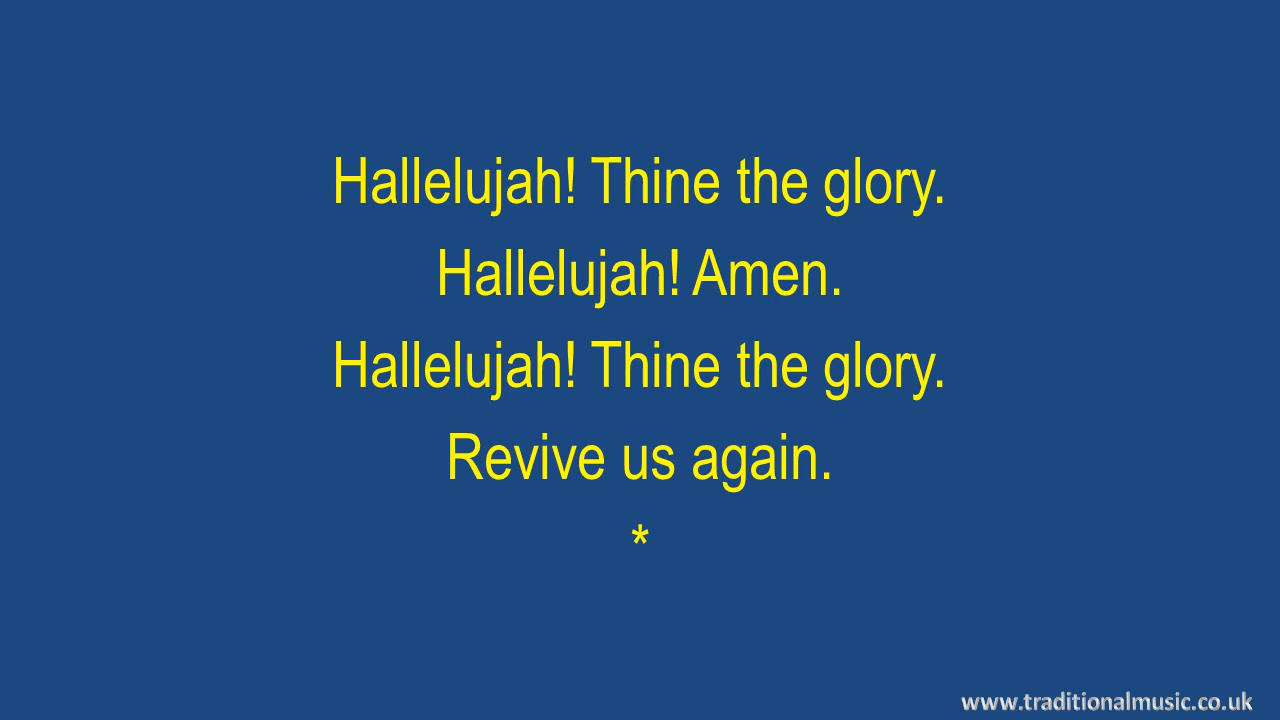 Hallelujah! Thine the glory.
Hallelujah! Amen.
Hallelujah! Thine the glory.
Revive us again.
*
www.traditionalmusic.co.uk